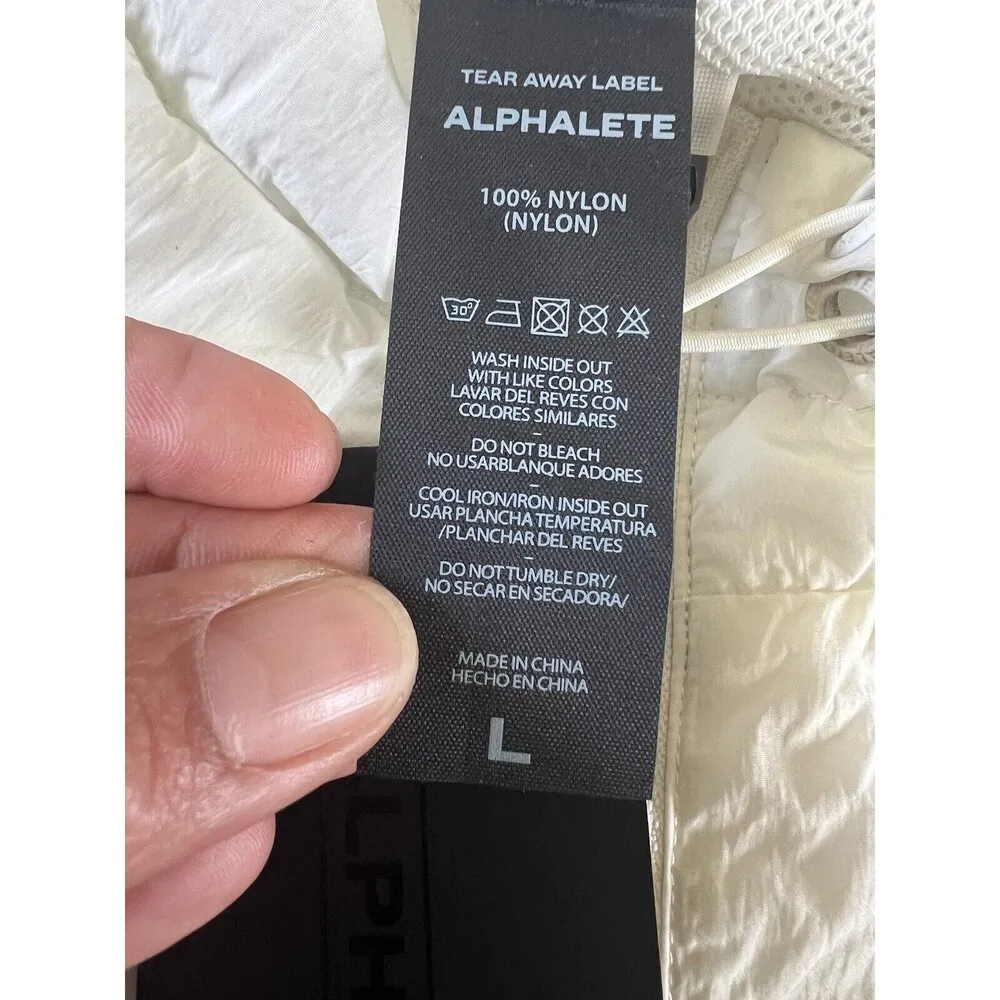 TEAR AWAY LABEL
ALPHALETE
100% NYLON
(NYLON)
30°
WASH INSIDE OUT
WITH LIKE COLORS
LAVAR DEL REVES CON
COLORES SIMILARES
–
DO NOT BLEACH
NO USARBLANQUE ADORES
–
COOL IRON/IRON INSIDE OUT
USAR PLANCHA TEMPERATURA
/PLANCHAR DEL REVES
–
DO NOT TUMBLE DRY/
NO SECAR EN SECADORA/
MADE IN CHINA
HECHO EN CHINA
L
LPH